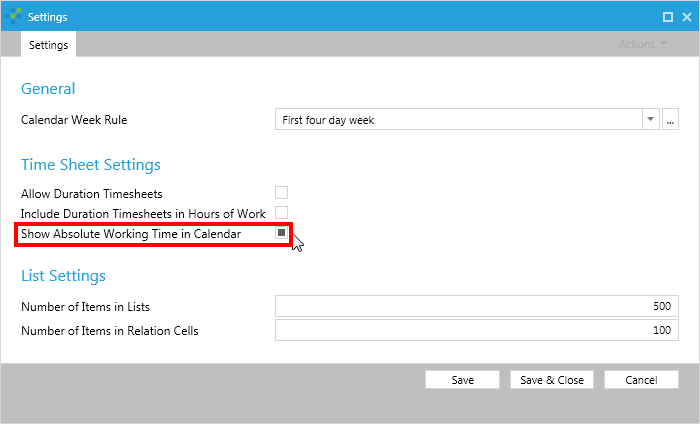 Settings
Settings
Actions
General
Calendar Week Rule First four day week ...
Time Sheet Settings
Allow Duration Timesheets
Include Duration Timesheets in Hours of Work
Show Absolute Working Time in Calendar
List Settings
Number of Items in Lists 500
Number of Items in Relation Cells 100
Save Save & Close Cancel